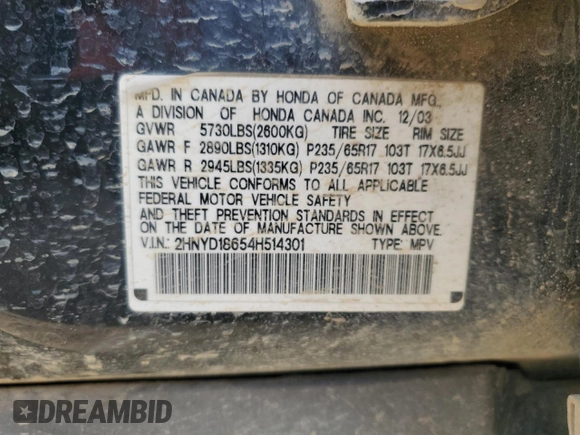 MFD. IN CANADA BY HONDA OF CANADA MFG.,
A DIVISION OF HONDA CANADA INC. 12/03
GVWR 5730LBS(2600KG) TIRE SIZE RIM SIZE
GAWR F 2890LBS(1310KG) P235/65R17 103T 17X6.5JJ
GAWR R 2945LBS(1335KG) P235/65R17 103T 17X6.5JJ
THIS VEHICLE CONFORMS TO ALL APPLICABLE
FEDERAL MOTOR VEHICLE SAFETY
AND THEFT PREVENTION STANDARDS IN EFFECT
ON THE DATE OF MANUFACTURE SHOWN ABOVE.
V.I.N.: 2HNYD18654H514301 TYPE: MPV
DREAMBID